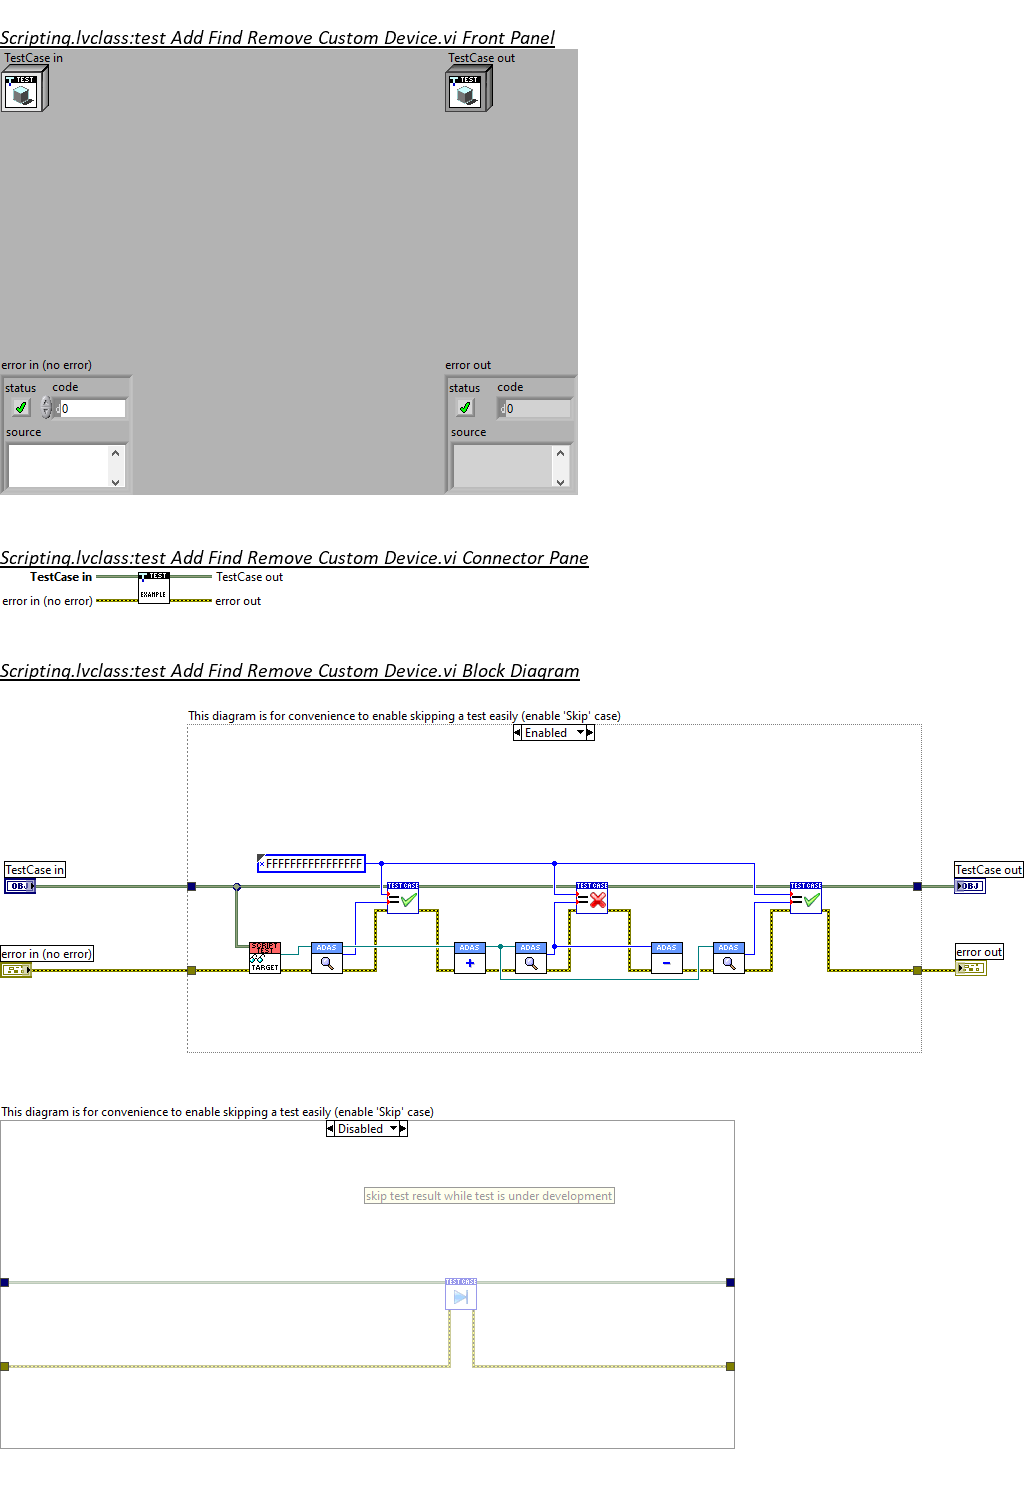 Scripting.lvclass:test Add Find Remove Custom Device.vi Front Panel
TestCase in
TestCase out
TEST
TEST
error in (no error)
error out
status
code
status
code
d
0
d
0
source
source
Scripting.lvclass:test Add Find Remove Custom Device.vi Connector Pane
TestCase in
TEST
EXAMPLE
TestCase out
error in (no error)
error out
Scripting.lvclass:test Add Find Remove Custom Device.vi Block Diagram
This diagram is for convenience to enable skipping a test easily (enable 'Skip' case)
Enabled
x
FFFFFFFFFFFFFFFF
TestCase in
OBJ
TEST CASE
=
TEST CASE
=
TEST CASE
=
TestCase out
OBJ
error in (no error)
SCRIPT
TEST
TARGET
ADAS
ADAS
+
ADAS
ADAS
-
ADAS
error out
This diagram is for convenience to enable skipping a test easily (enable 'Skip' case)
Disabled
skip test result while test is under development
TEST CASE